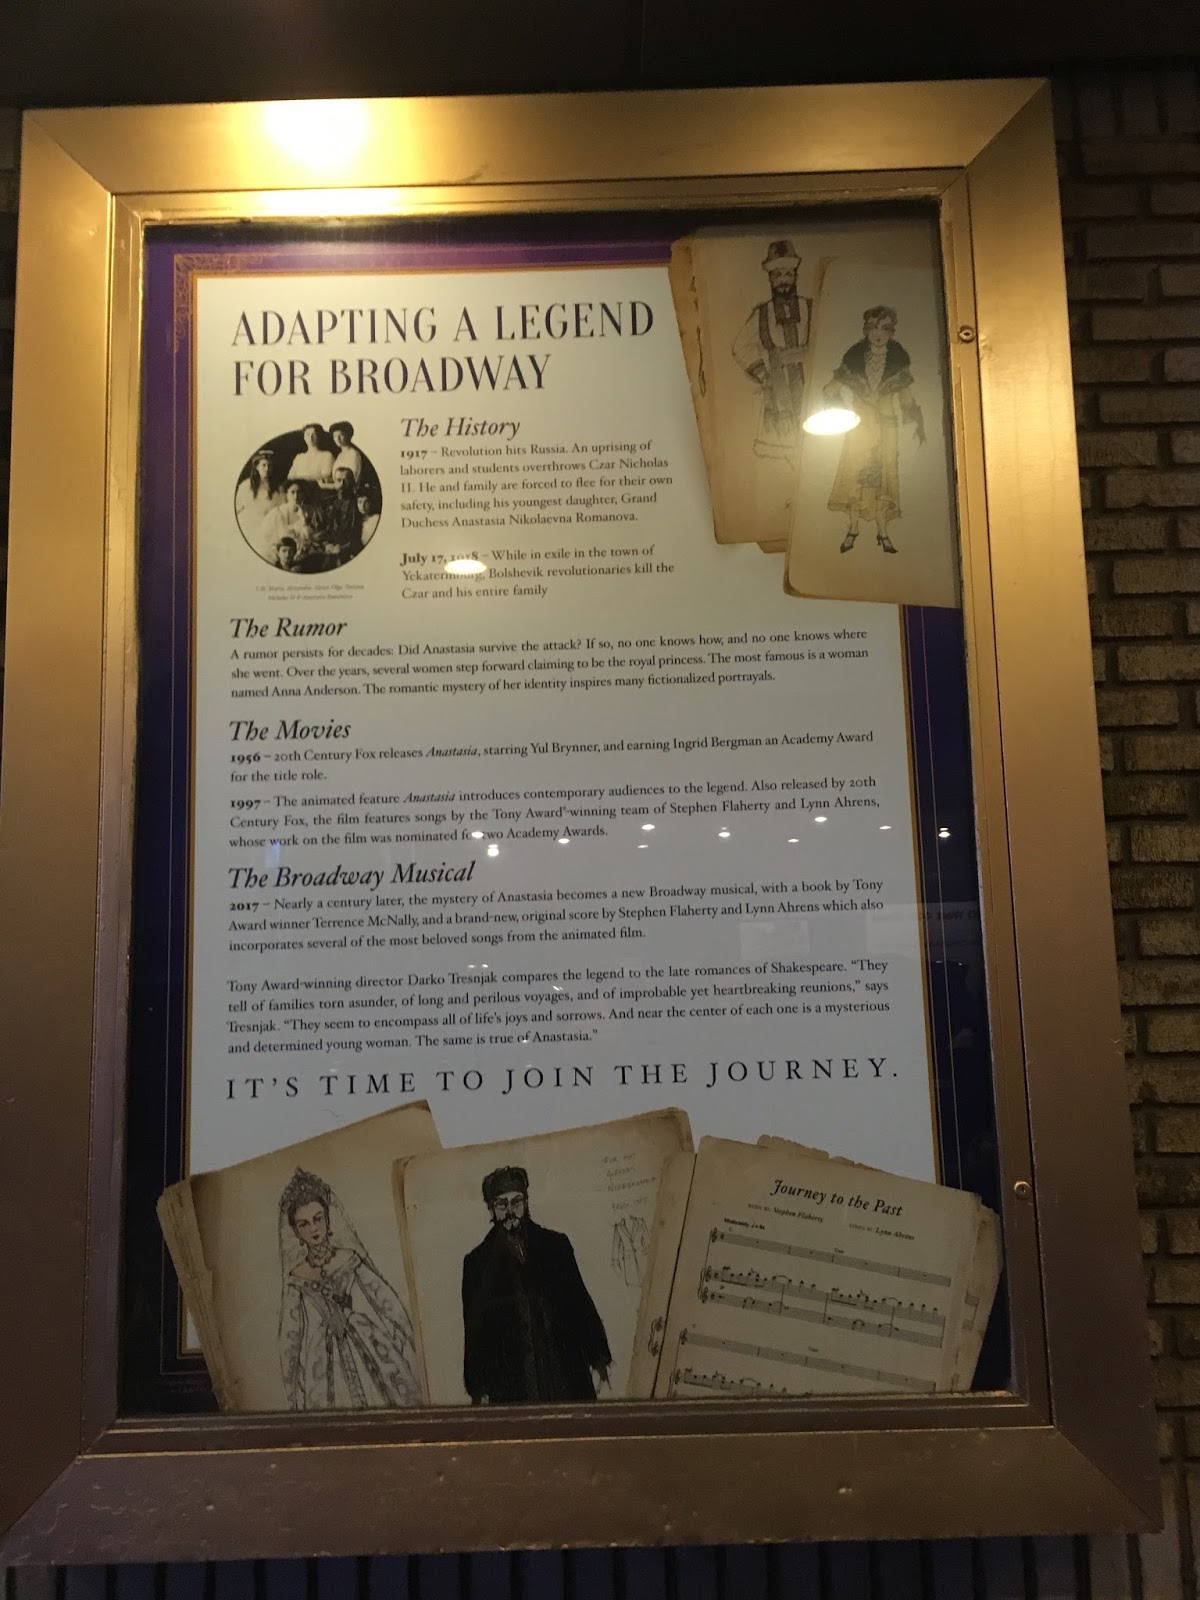 ADAPTING A LEGEND
FOR BROADWAY
The History
1917 – Revolution hits Russia. An uprising of
laborers and students overthrows Czar Nicholas
II. He and family are forced to flee for their own
safety, including his youngest daughter, Grand
Duchess Anastasia Nikolaevna Romanova.
July 17, 1918 – While in exile in the town of
Yekaterinburg, Bolshevik revolutionaries kill the
Czar and his entire family
The Rumor
A rumor persists for decades: Did Anastasia survive the attack? If so, no one knows how, and no one knows where
she went. Over the years, several women step forward claiming to be the royal princess. The most famous is a woman
named Anna Anderson. The romantic mystery of her identity inspires many fictionalized portrayals.
The Movies
1956 – 20th Century Fox releases Anastasia, starring Yul Brynner, and earning Ingrid Bergman an Academy Award
for the title role.
1997 – The animated feature Anastasia introduces contemporary audiences to the legend. Also released by 20th
Century Fox, the film features songs by the Tony Award®-winning team of Stephen Flaherty and Lynn Ahrens,
whose work on the film was nominated for two Academy Awards.
The Broadway Musical
2017 – Nearly a century later, the mystery of Anastasia becomes a new Broadway musical, with a book by Tony
Award winner Terrence McNally, and a brand-new, original score by Stephen Flaherty and Lynn Ahrens which also
incorporates several of the most beloved songs from the animated film.
Tony Award-winning director Darko Tresnjak compares the legend to the late romances of Shakespeare. “They
tell of families torn asunder, of long and perilous voyages, and of improbable yet heartbreaking reunions,” says
Tresnjak. “They seem to encompass all of life’s joys and sorrows. And near the center of each one is a mysterious
and determined young woman. The same is true of Anastasia.”
IT’S TIME TO JOIN THE JOURNEY.
Journey to the Past
MUSIC BY: Stephen Flaherty
LYRICS BY: Lynn Ahrens